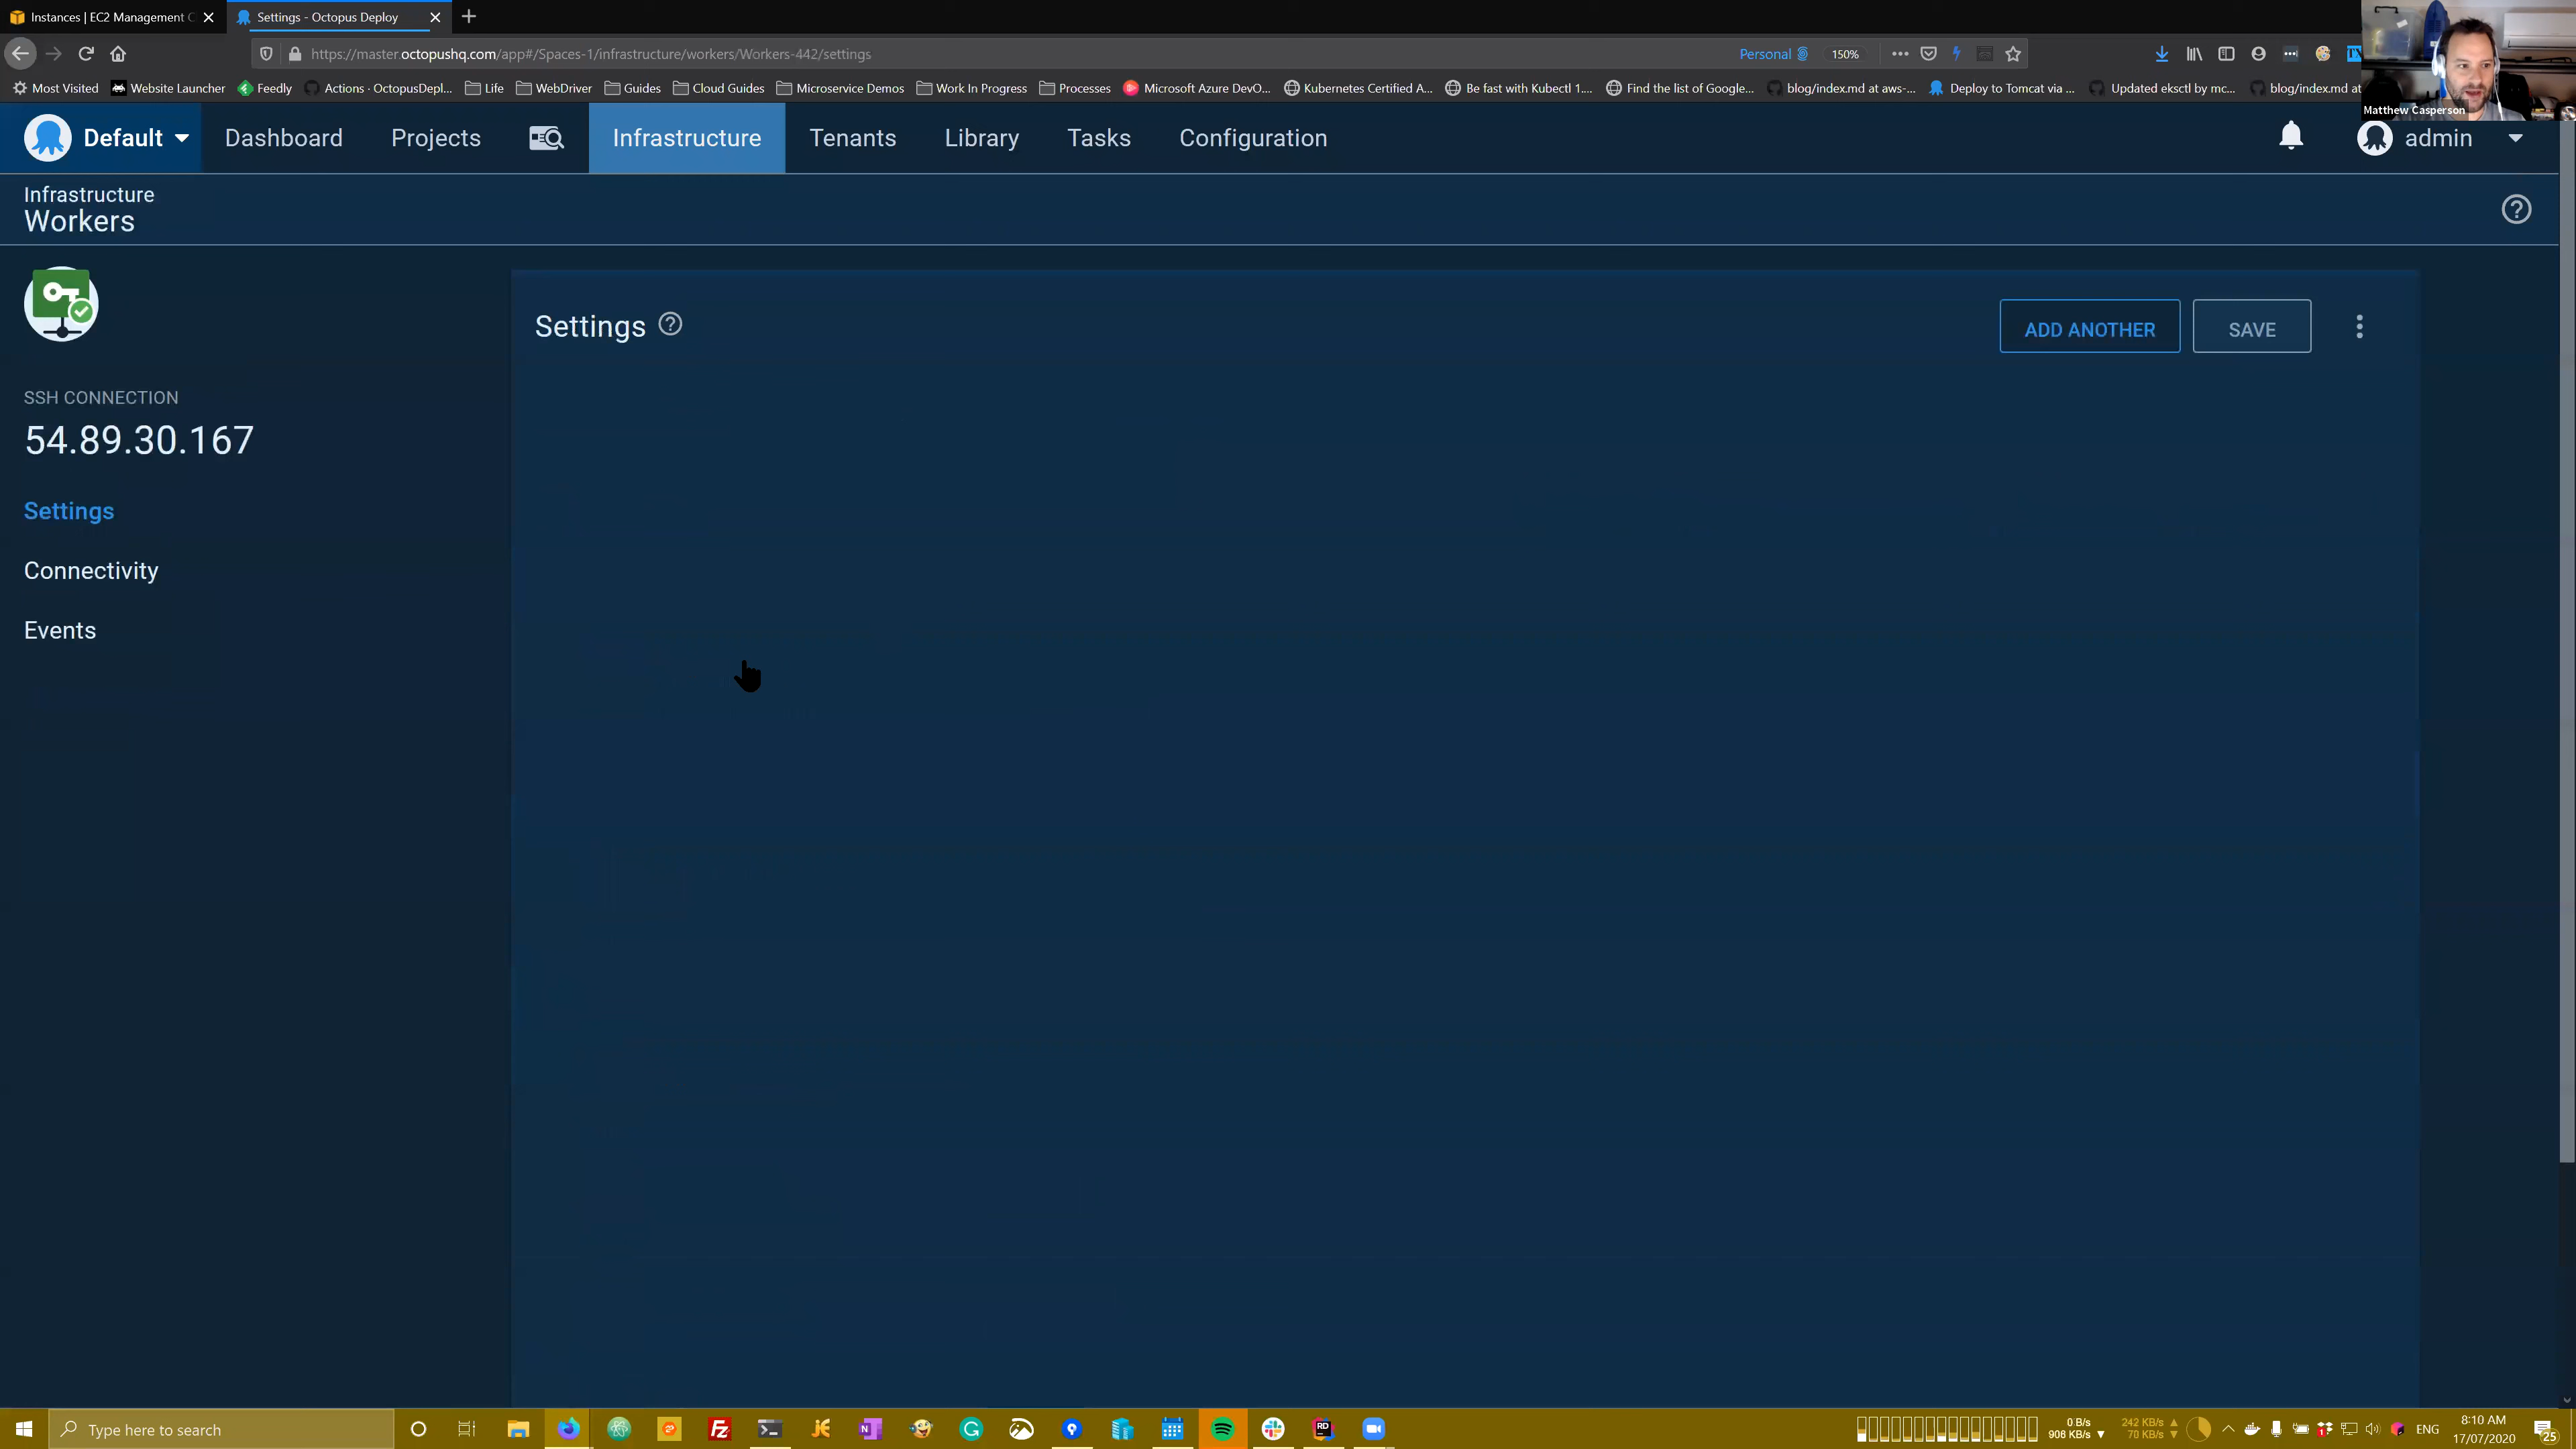 Instances | EC2 Management C
Settings - Octopus Deploy
https://master.octopushq.com/app#/Spaces-1/infrastructure/workers/Workers-442/settings
Personal
150%
Most Visited
Website Launcher
Feedly
Actions · OctopusDepl...
Life
WebDriver
Guides
Cloud Guides
Microservice Demos
Work In Progress
Processes
Microsoft Azure DevO...
Kubernetes Certified A...
Be fast with Kubectl 1....
Find the list of Google...
blog/index.md at aws-...
Deploy to Tomcat via ...
Updated eksctl by mc...
blog/index.md at
Matthew Casperson
Default
Dashboard
Projects
Infrastructure
Tenants
Library
Tasks
Configuration
admin
Infrastructure
Workers
Settings
ADD ANOTHER
SAVE
SSH CONNECTION
54.89.30.167
Settings
Connectivity
Events
Type here to search
0 B/s
908 KB/s
242 KB/s
70 KB/s
ENG
8:10 AM
17/07/2020
25